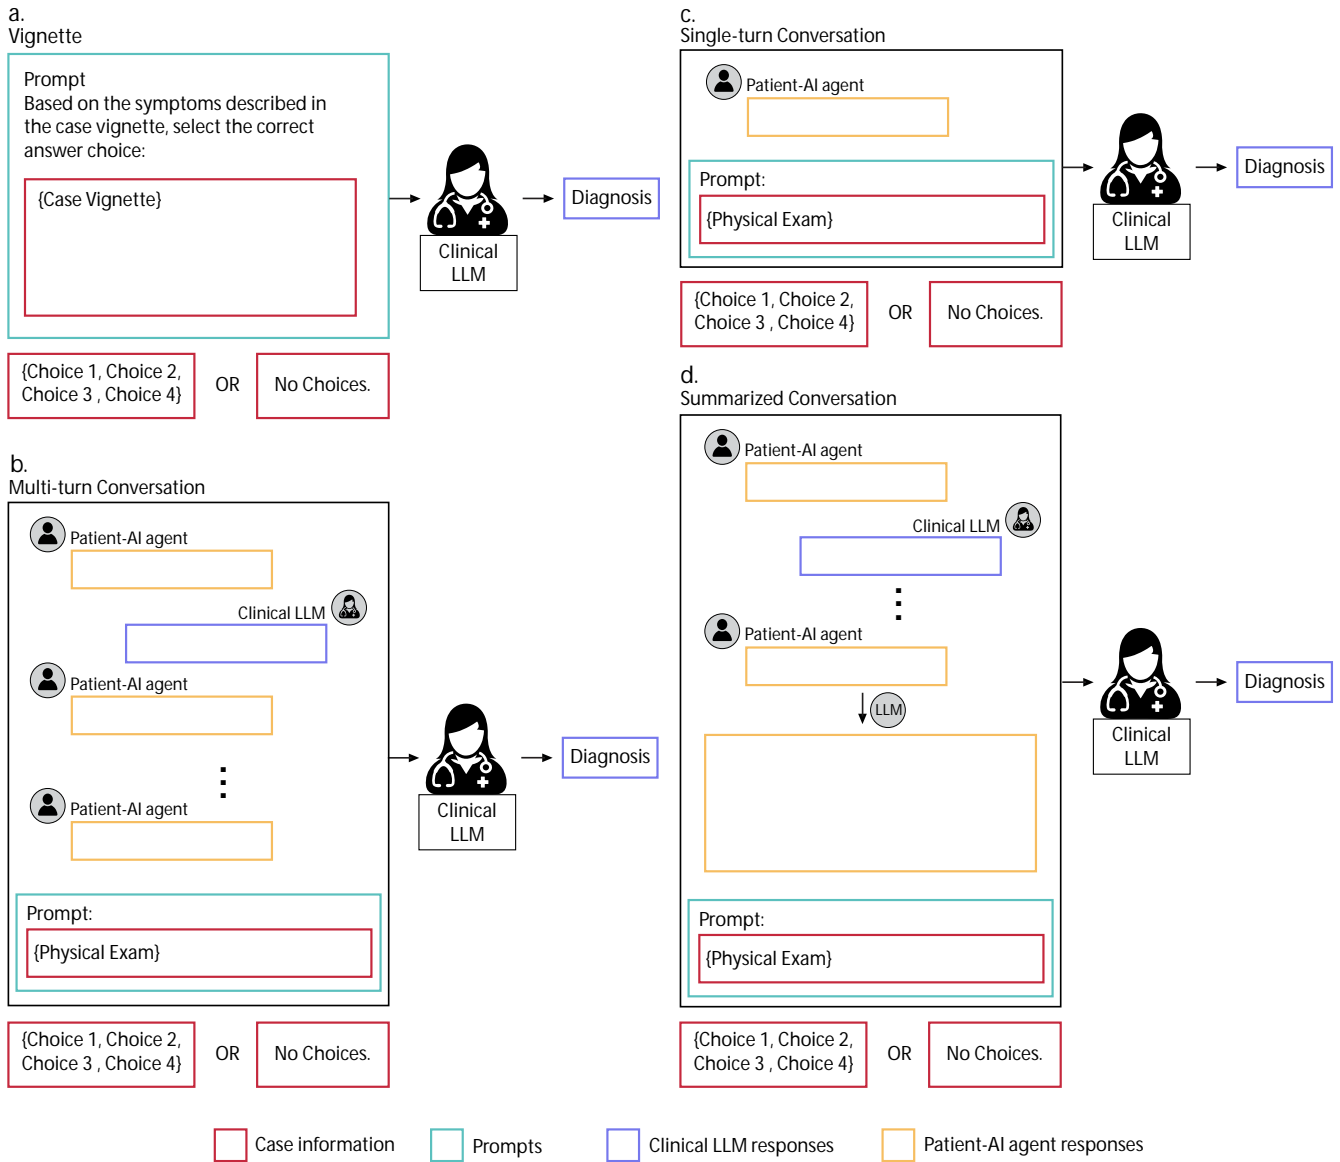 a.
Vignette
Prompt
Based on the symptoms described in
the case vignette, select the correct
answer choice:
{Case Vignette}
Clinical
LLM
Diagnosis
{Choice 1, Choice 2,
Choice 3 , Choice 4}
OR
No Choices.
b.
Multi-turn Conversation
Patient-AI agent
Clinical LLM
Patient-AI agent
Patient-AI agent
Prompt:
{Physical Exam}
Clinical
LLM
Diagnosis
{Choice 1, Choice 2,
Choice 3 , Choice 4}
OR
No Choices.
c.
Single-turn Conversation
Patient-AI agent
Prompt:
{Physical Exam}
Clinical
LLM
Diagnosis
{Choice 1, Choice 2,
Choice 3 , Choice 4}
OR
No Choices.
d.
Summarized Conversation
Patient-AI agent
Clinical LLM
Patient-AI agent
LLM
Prompt:
{Physical Exam}
Clinical
LLM
Diagnosis
{Choice 1, Choice 2,
Choice 3 , Choice 4}
OR
No Choices.
Case information
Prompts
Clinical LLM responses
Patient-AI agent responses